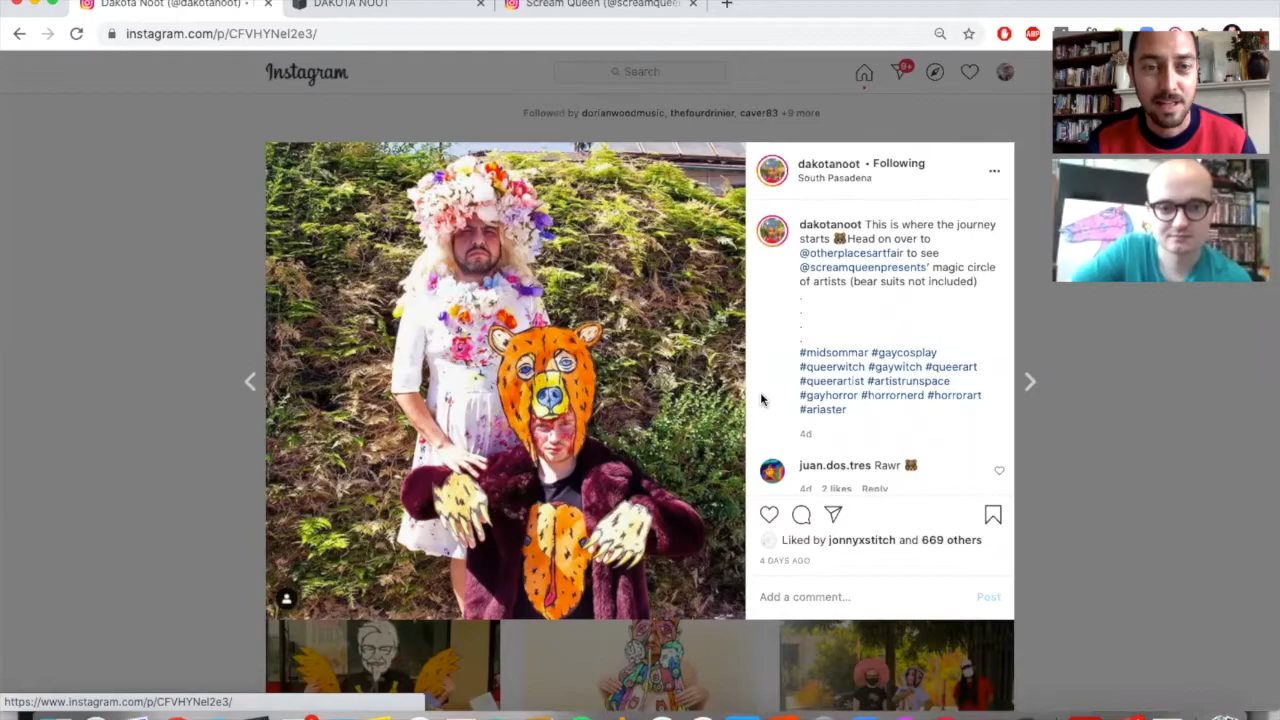 Dakota Noot (@dakotanoot) •
DAKOTA NOOT
Scream Queen (@screamquee
instagram.com/p/CFVHYNel2e3/
ABP
Instagram
Search
9+
Followed by dorianwoodmusic, thefourdrinier, caver83 +9 more
dakotanoot • Following
South Pasadena
dakotanoot This is where the journey
starts 🐻Head on over to
@otherplacesartfair to see
@screamqueenpresents' magic circle
of artists (bear suits not included)
.
.
.
.
#midsommar #gaycosplay
#queerwitch #gaywitch #queerart
#queerartist #artistrunspace
#gayhorror #horrornerd #horrorart
#ariaster
4d
juan.dos.tres Rawr 🐻
4d 2 likes Reply
Liked by jonnyxstitch and 669 others
4 DAYS AGO
Add a comment... Post
https://www.instagram.com/p/CFVHYNel2e3/